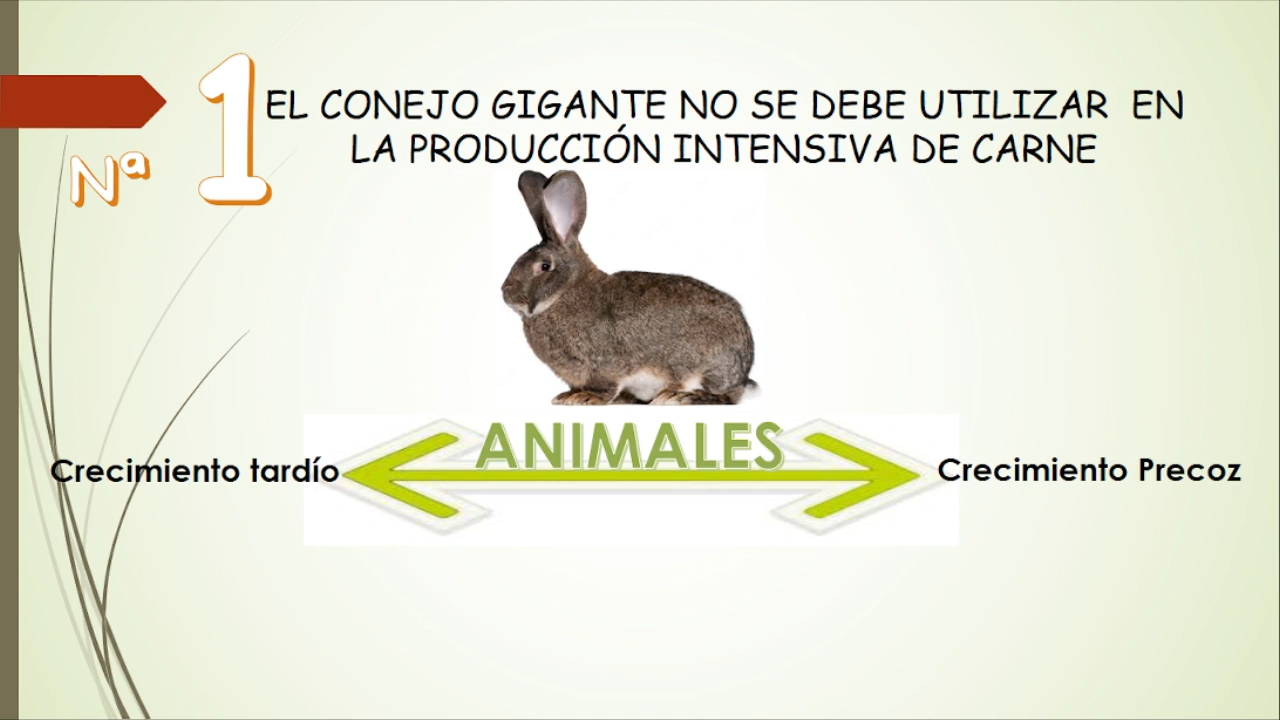 Nª 1
EL CONEJO GIGANTE NO SE DEBE UTILIZAR EN
LA PRODUCCIÓN INTENSIVA DE CARNE
ANIMALES
Crecimiento tardío
Crecimiento Precoz